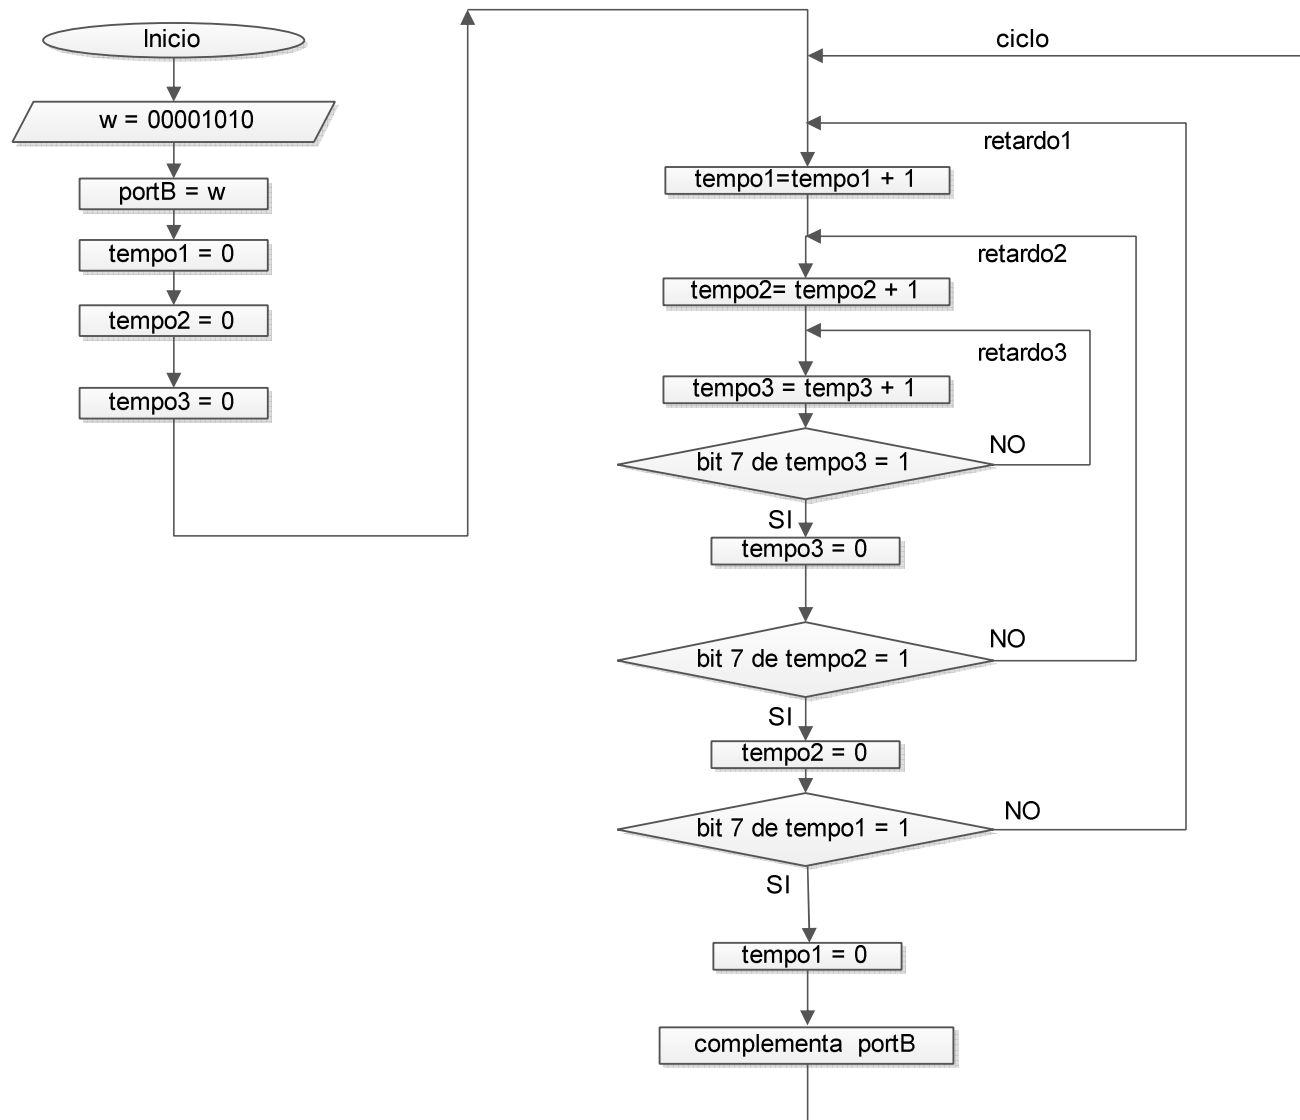 Inicio
w = 00001010
portB = w
tempo1 = 0
tempo2 = 0
tempo3 = 0
ciclo
retardo1
tempo1=tempo1 + 1
retardo2
tempo2= tempo2 + 1
retardo3
tempo3 = temp3 + 1
bit 7 de tempo3 = 1
NO
SI
tempo3 = 0
bit 7 de tempo2 = 1
NO
SI
tempo2 = 0
bit 7 de tempo1 = 1
NO
SI
tempo1 = 0
complementa portB